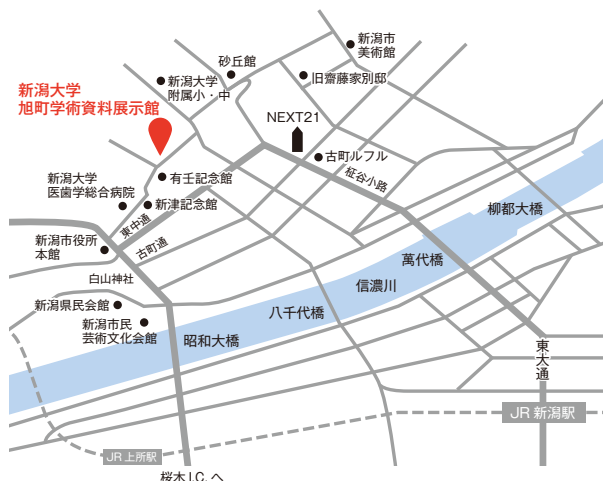 新潟市
美術館
砂丘館
旧齋藤家別邸
新潟大学
附属小・中
新潟大学
旭町学術資料展示館
NEXT21
古町ルフル
柾谷小路
有壬記念館
新潟大学
医歯学総合病院
新津記念館
東中通
古町通
柳都大橋
新潟市役所
本館
萬代橋
白山神社
信濃川
新潟県民会館
八千代橋
新潟市民
芸術文化会館
昭和大橋
東大通
JR 新潟駅
JR 上所駅
桜木 I.C. へ